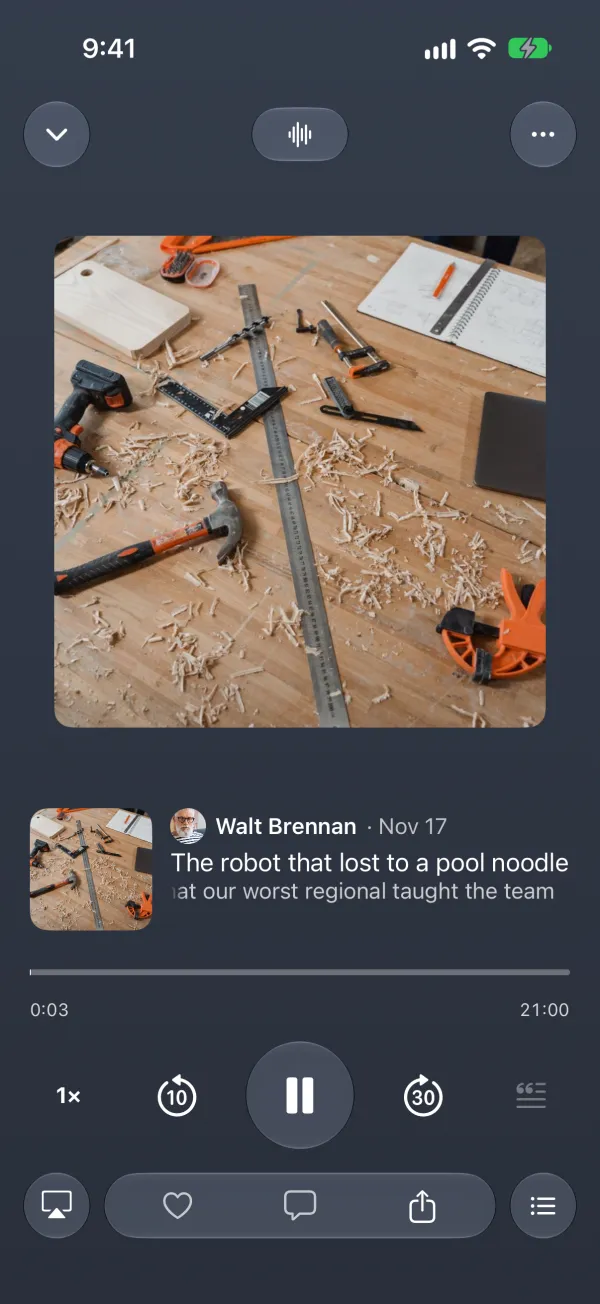 9:41
Walt Brennan · Nov 17
The robot that lost to a pool noodle
our worst regional taught the team
0:03
21:00
1×
10
30